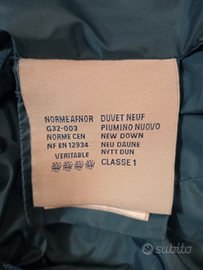 NORME AFNOR
G32-003
NORME CEN
NF EN 12934
VERITABLE
DUVET NEUF
PIUMINO NUOVO
NEW DOWN
NEU DAUNE
NYTT DUN
CLASSE 1
subito